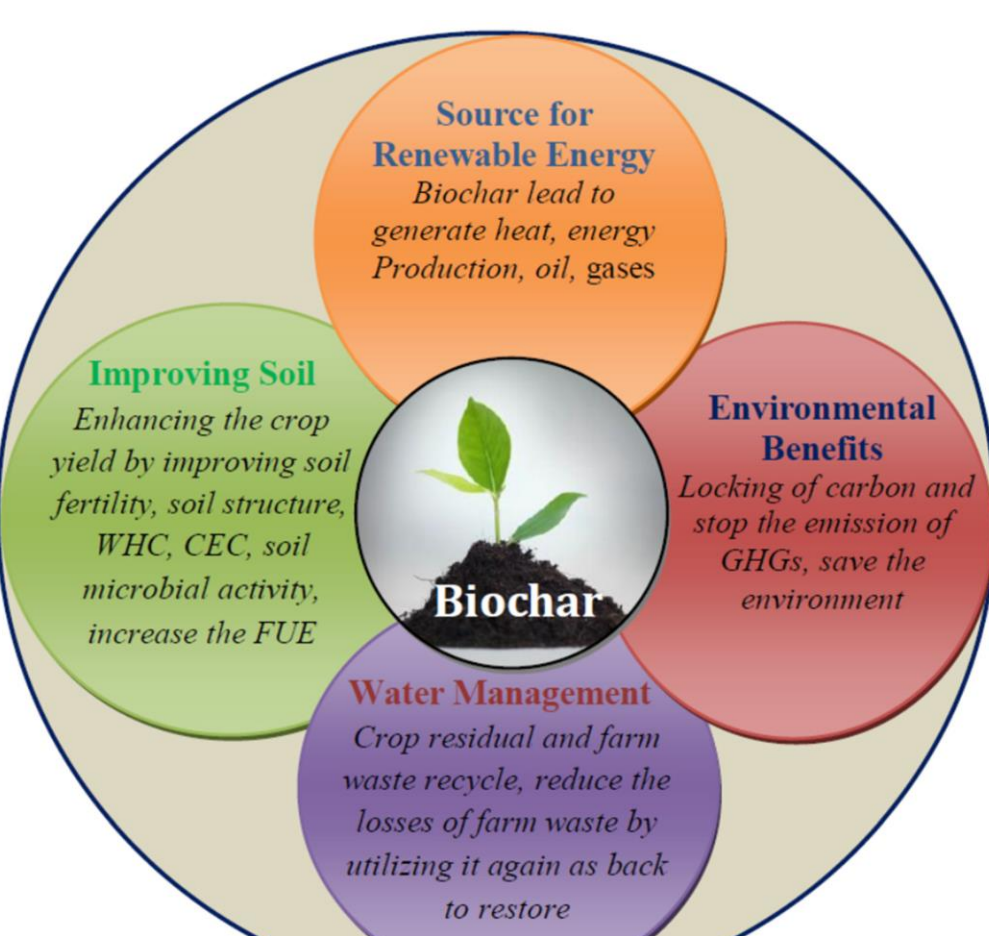 Source for
Renewable Energy
Biochar lead to
generate heat, energy
Production, oil, gases
Improving Soil
Enhancing the crop
yield by improving soil
fertility, soil structure,
WHC, CEC, soil
microbial activity,
increase the FUE
Environmental
Benefits
Locking of carbon and
stop the emission of
GHGs, save the
environment
Biochar
Water Management
Crop residual and farm
waste recycle, reduce the
losses of farm waste by
utilizing it again as back
to restore